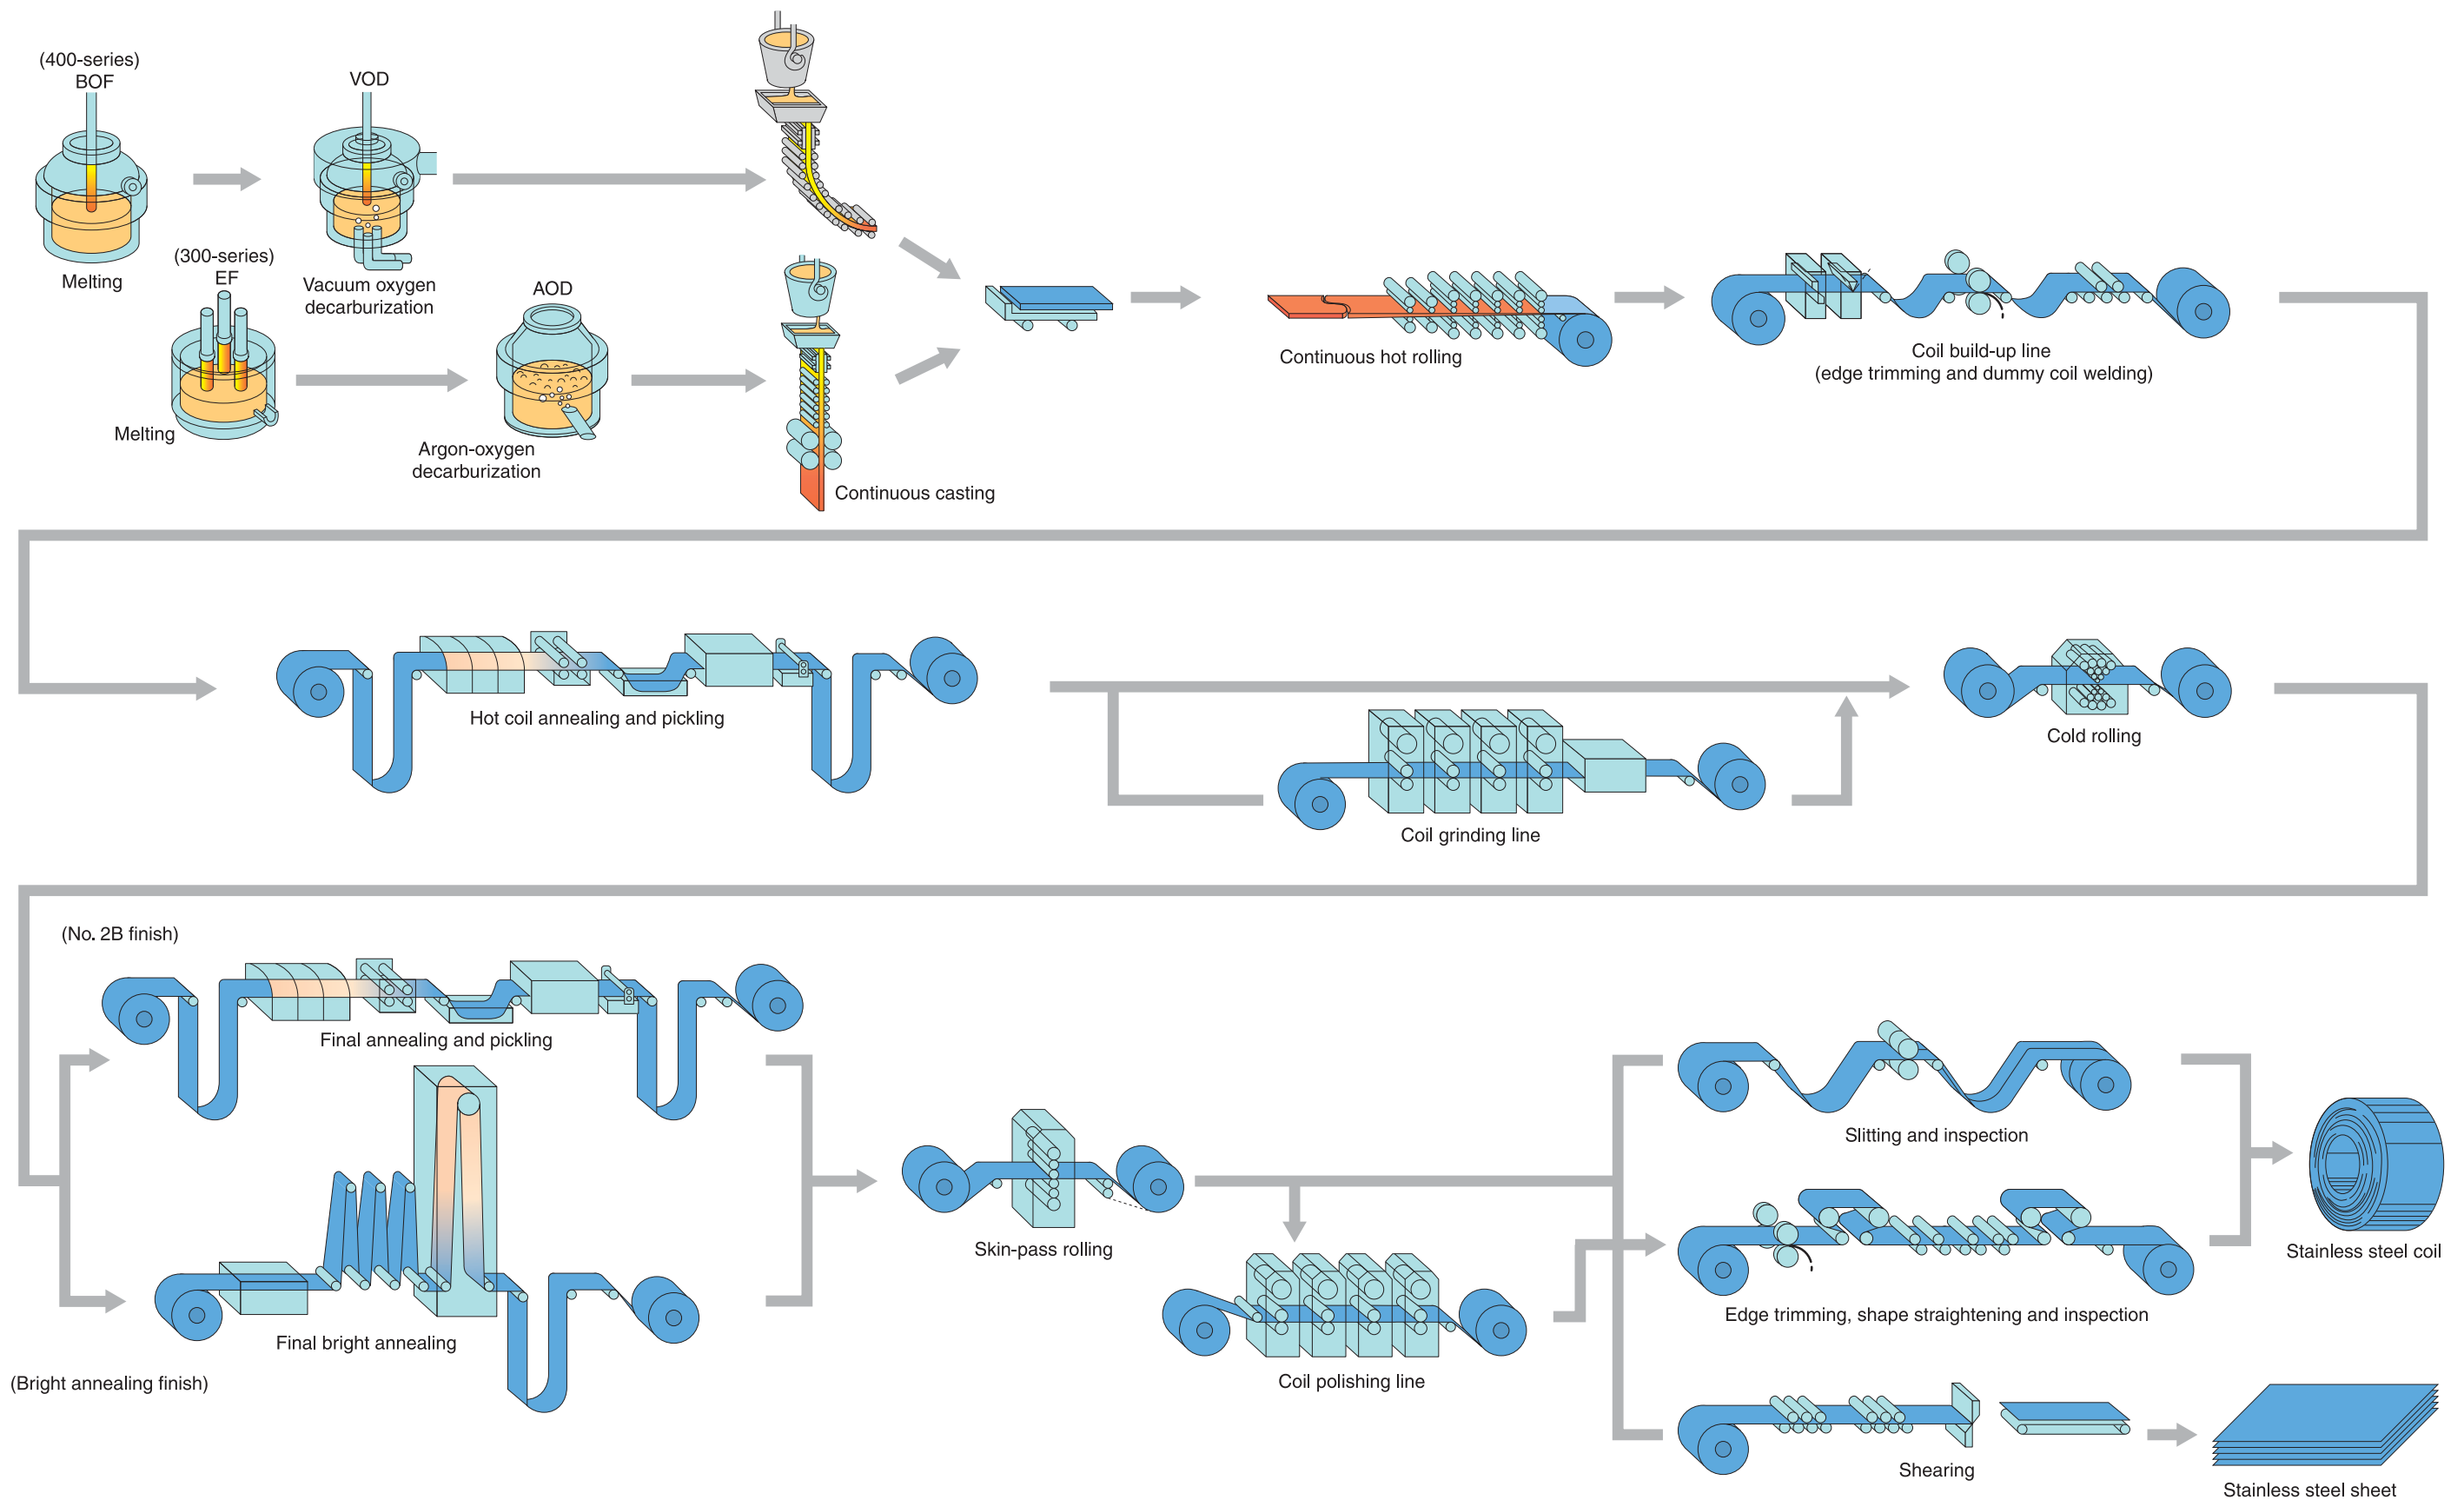 (400-series)
BOF
VOD
Melting
(300-series)
EF
Vacuum oxygen
decarburization
AOD
Melting
Argon-oxygen
decarburization
Continuous casting
Continuous hot rolling
Coil build-up line
(edge trimming and dummy coil welding)
Hot coil annealing and pickling
Coil grinding line
Cold rolling
(No. 2B finish)
Final annealing and pickling
Final bright annealing
(Bright annealing finish)
Skin-pass rolling
Coil polishing line
Slitting and inspection
Edge trimming, shape straightening and inspection
Stainless steel coil
Shearing
Stainless steel sheet